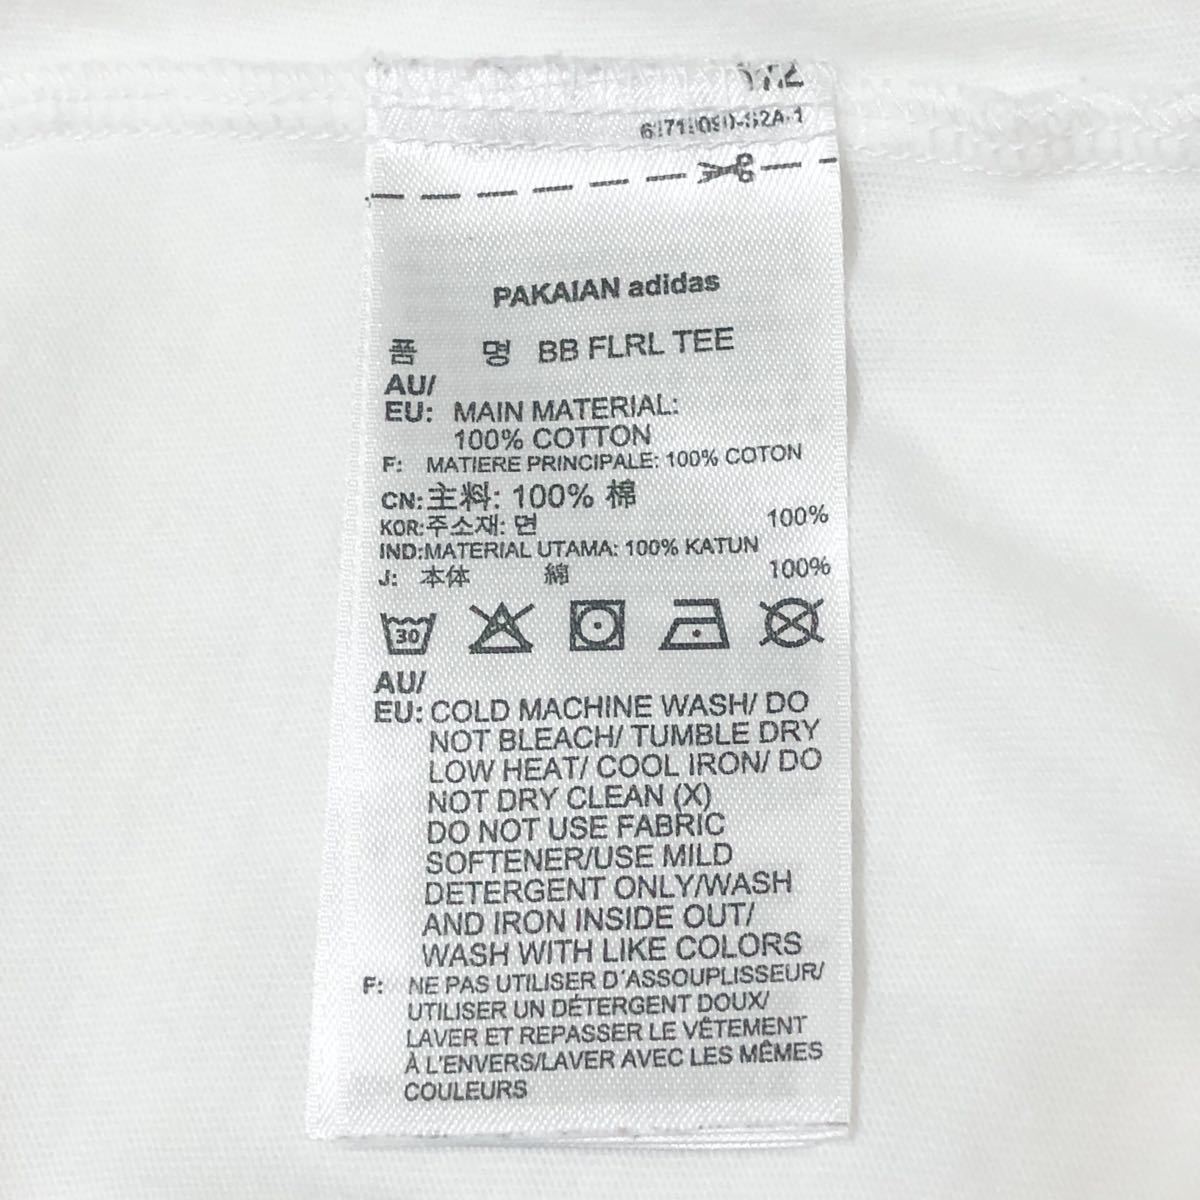 PAKAIAN adidas
품 명 BB FLRL TEE
AU/
EU: MAIN MATERIAL:
100% COTTON
F: MATIERE PRINCIPALE: 100% COTON
CN:主料: 100% 棉
KOR:주소재: 면 100%
IND:MATERIAL UTAMA: 100% KATUN
J: 本体 綿 100%
30
AU/
EU: COLD MACHINE WASH/ DO
NOT BLEACH/ TUMBLE DRY
LOW HEAT/ COOL IRON/ DO
NOT DRY CLEAN (X)
DO NOT USE FABRIC
SOFTENER/USE MILD
DETERGENT ONLY/WASH
AND IRON INSIDE OUT/
WASH WITH LIKE COLORS
F: NE PAS UTILISER D´ASSOUPLISSEUR/
UTILISER UN DÉTERGENT DOUX/
LAVER ET REPASSER LE VÊTEMENT
À L'ENVERS/LAVER AVEC LES MÊMES
COULEURS